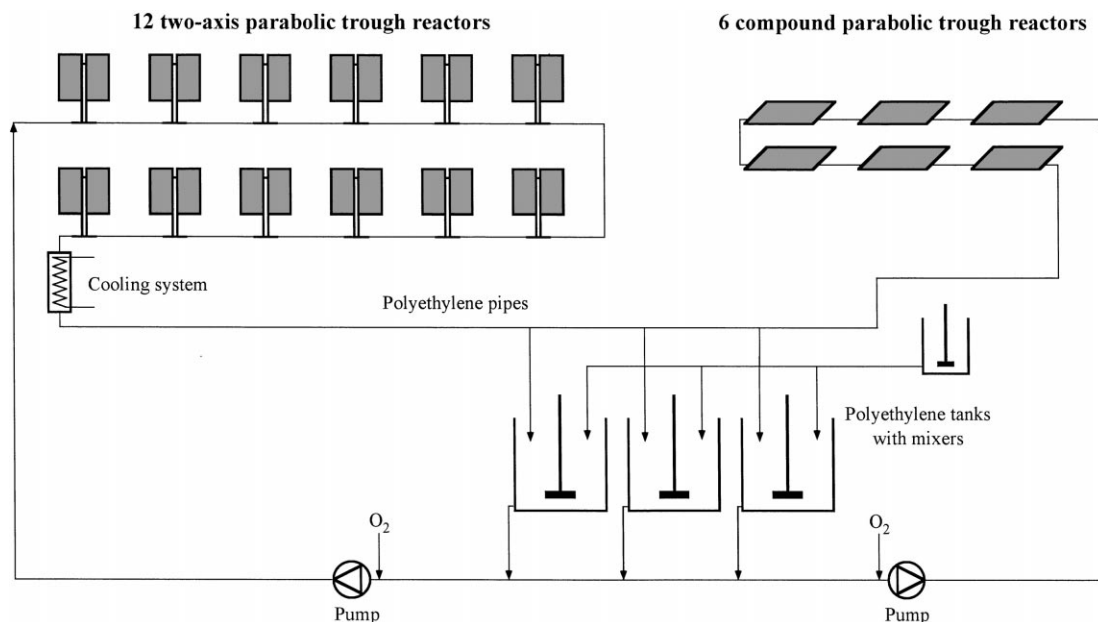 12 two-axis parabolic trough reactors
6 compound parabolic trough reactors
Cooling system
Polyethylene pipes
Polyethylene tanks
with mixers
O2
O2
Pump
Pump